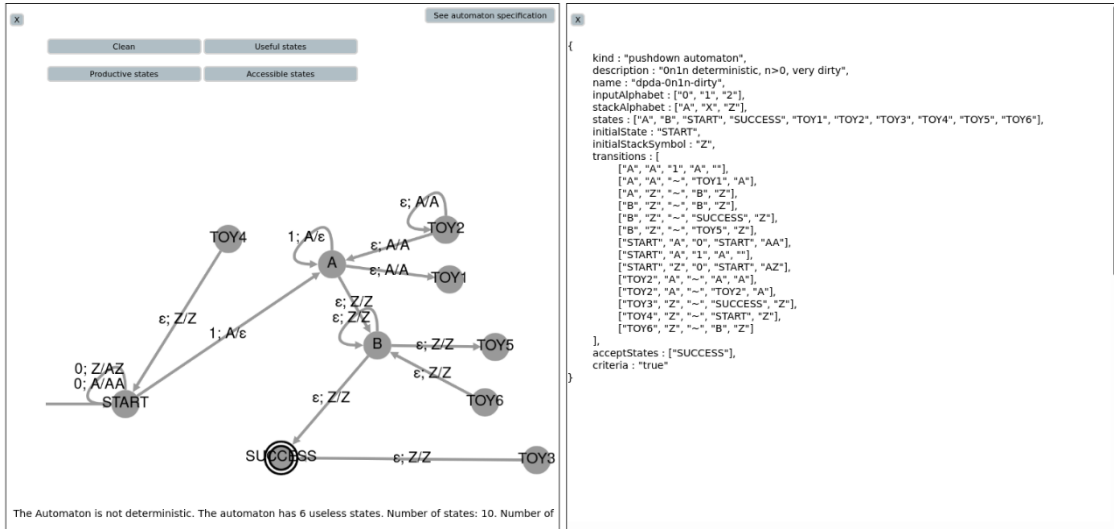 x
See automaton specification
Clean
Useful states
Productive states
Accessible states
ε; A/A
TOY2
TOY4
1; A/ε
ε; A/A
A
ε; A/A
TOY1
ε; Z/Z
ε; Z/Z
ε; Z/Z
1; A/ε
B
ε; Z/Z
TOY5
ε; Z/Z
0; Z/AZ
0; A/AA
START
ε; Z/Z
TOY6
SUCCESS
ε; Z/Z
TOY3
The Automaton is not deterministic. The automaton has 6 useless states. Number of states: 10. Number of
x
{
kind : "pushdown automaton",
description : "0n1n deterministic, n>0, very dirty",
name : "dpda-0n1n-dirty",
inputAlphabet : ["0", "1", "2"],
stackAlphabet : ["A", "X", "Z"],
states : ["A", "B", "START", "SUCCESS", "TOY1", "TOY2", "TOY3", "TOY4", "TOY5", "TOY6"],
initialState : "START",
initialStackSymbol : "Z",
transitions : [
["A", "A", "1", "A", ""],
["A", "A", "~", "TOY1", "A"],
["A", "Z", "~", "B", "Z"],
["B", "Z", "~", "B", "Z"],
["B", "Z", "~", "SUCCESS", "Z"],
["B", "Z", "~", "TOY5", "Z"],
["START", "A", "0", "START", "AA"],
["START", "A", "1", "A", ""],
["START", "Z", "0", "START", "AZ"],
["TOY2", "A", "~", "A", "A"],
["TOY2", "A", "~", "TOY2", "A"],
["TOY3", "Z", "~", "SUCCESS", "Z"],
["TOY4", "Z", "~", "START", "Z"],
["TOY6", "Z", "~", "B", "Z"]
],
acceptStates : ["SUCCESS"],
criteria : "true"
}